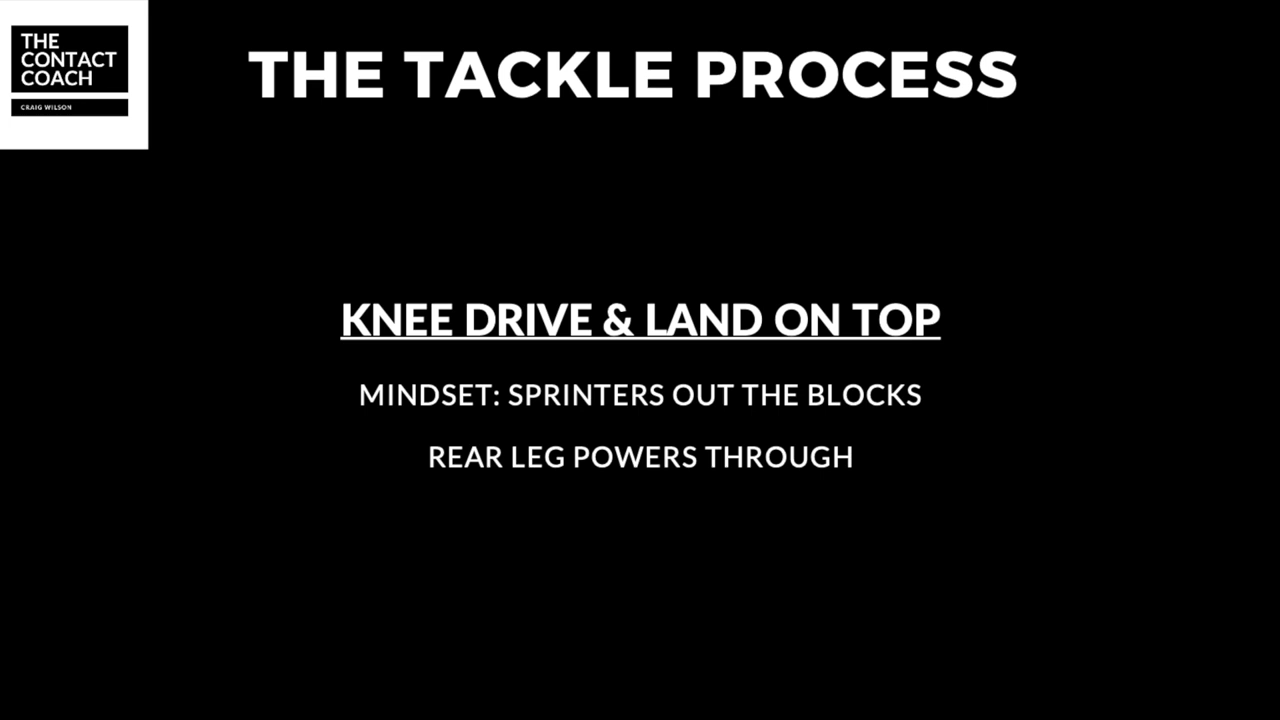 THE
CONTACT
COACH
CRAIG WILSON
THE TACKLE PROCESS
KNEE DRIVE & LAND ON TOP
MINDSET: SPRINTERS OUT THE BLOCKS
REAR LEG POWERS THROUGH